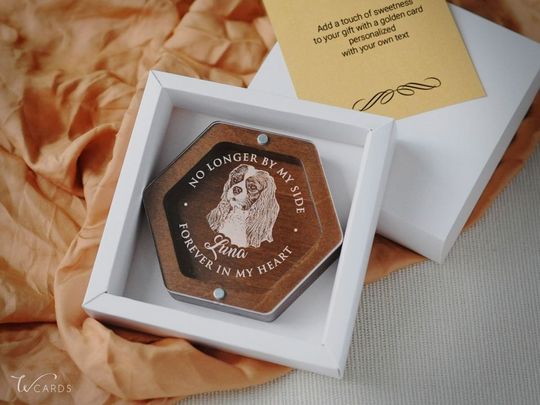 Add a touch of sweetness
to your gift with a golden card
personalized
with your own text
NO LONGER BY MY SIDE
Luna
FOREVER IN MY HEART
WCARDS